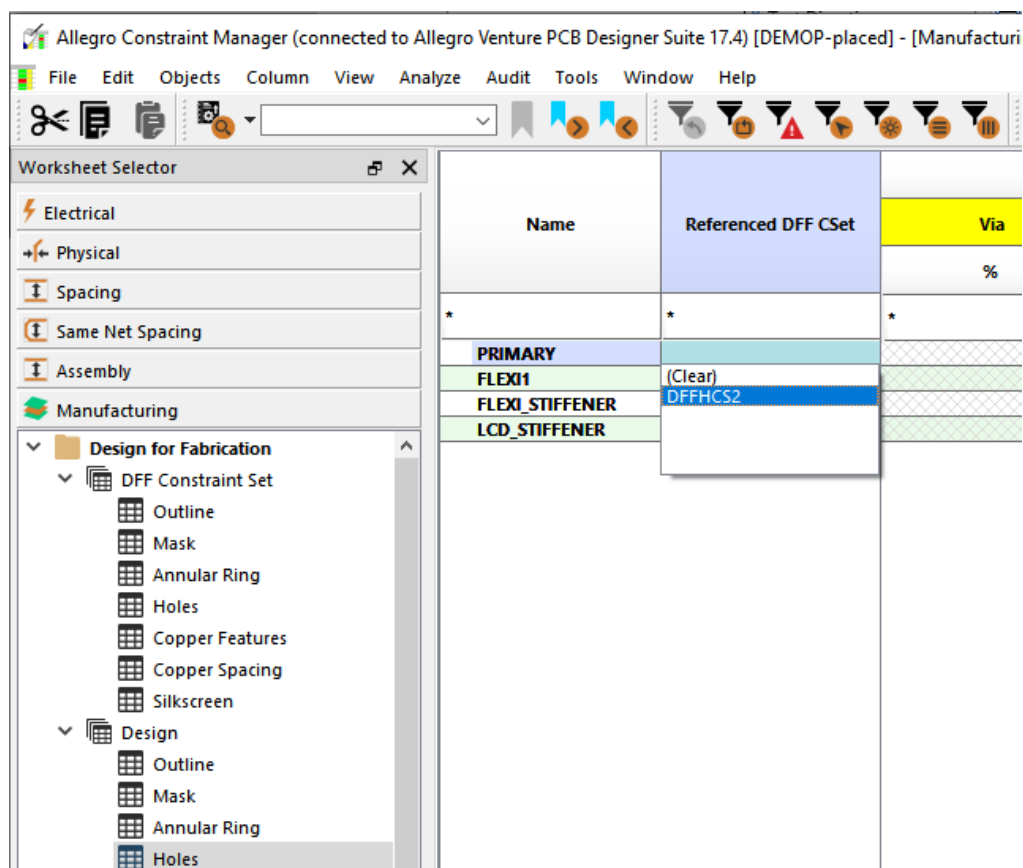 Allegro Constraint Manager (connected to Allegro Venture PCB Designer Suite 17.4) [DEMOP-placed] - [Manufacturi
File Edit Objects Column View Analyze Audit Tools Window Help
Worksheet Selector
Electrical
Physical
Spacing
Same Net Spacing
Assembly
Manufacturing
Design for Fabrication
DFF Constraint Set
Outline
Mask
Annular Ring
Holes
Copper Features
Copper Spacing
Silkscreen
Design
Outline
Mask
Annular Ring
Holes
Name Referenced DFF CSet Via
%
* * *
PRIMARY
FLEXI1 (Clear)
FLEXI_STIFFENER DFFHCS2
LCD_STIFFENER